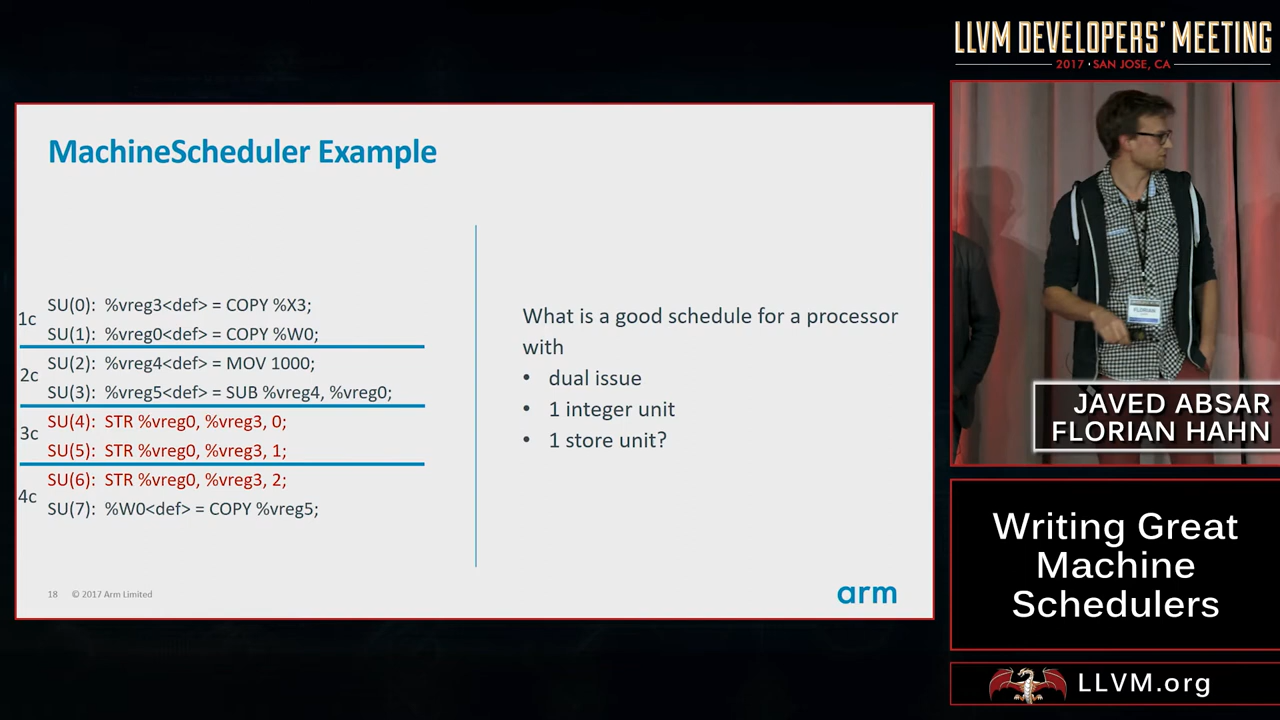 LLVM DEVELOPERS' MEETING
2017 • SAN JOSE, CA
MachineScheduler Example
1c
SU(0): %vreg3<def> = COPY %X3;
SU(1): %vreg0<def> = COPY %W0;
2c
SU(2): %vreg4<def> = MOV 1000;
SU(3): %vreg5<def> = SUB %vreg4, %vreg0;
3c
SU(4): STR %vreg0, %vreg3, 0;
SU(5): STR %vreg0, %vreg3, 1;
4c
SU(6): STR %vreg0, %vreg3, 2;
SU(7): %W0<def> = COPY %vreg5;
What is a good schedule for a processor
with
• dual issue
• 1 integer unit
• 1 store unit?
18 © 2017 Arm Limited
arm
FLORIAN
JAVED ABSAR
FLORIAN HAHN
Writing Great
Machine
Schedulers
LLVM.org